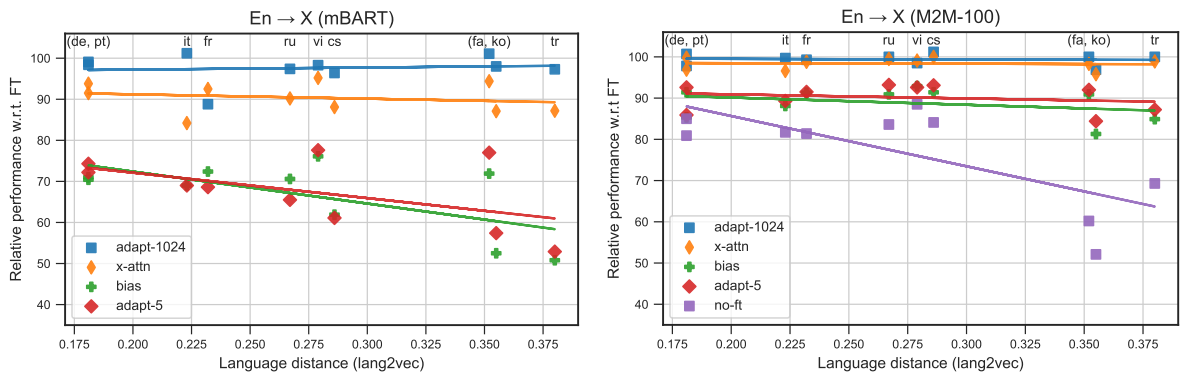 En → X (mBART)
(de, pt) it fr ru vi cs (fa, ko) tr
100
90
80
70
60
50
40
Relative performance w.r.t. FT
adapt-1024
x-attn
bias
adapt-5
0.175 0.200 0.225 0.250 0.275 0.300 0.325 0.350 0.375
Language distance (lang2vec)
En → X (M2M-100)
(de, pt) it fr ru vi cs (fa, ko) tr
100
90
80
70
60
50
40
Relative performance w.r.t FT
adapt-1024
x-attn
bias
adapt-5
no-ft
0.175 0.200 0.225 0.250 0.275 0.300 0.325 0.350 0.375
Language distance (lang2vec)